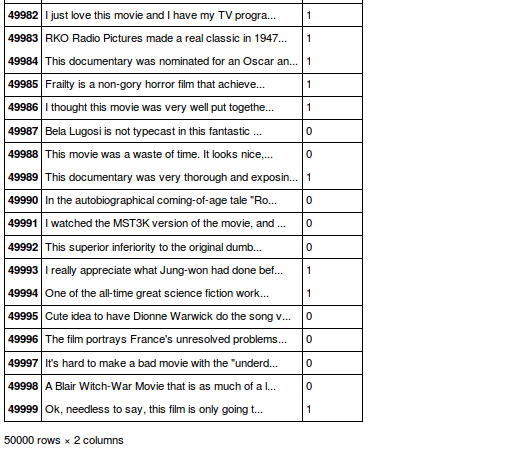 49982 I just love this movie and I have my TV progra... 1
49983 RKO Radio Pictures made a real classic in 1947... 1
49984 This documentary was nominated for an Oscar an... 1
49985 Frailty is a non-gory horror film that achieve... 1
49986 I thought this movie was very well put togethe... 1
49987 Bela Lugosi is not typecast in this fantastic ... 0
49988 This movie was a waste of time. It looks nice,... 0
49989 This documentary was very thorough and exposin... 1
49990 In the autobiographical coming-of-age tale "Ro... 0
49991 I watched the MST3K version of the movie, and ... 0
49992 This superior inferiority to the original dumb... 0
49993 I really appreciate what Jung-won had done bef... 1
49994 One of the all-time great science fiction work... 1
49995 Cute idea to have Dionne Warwick do the song v... 0
49996 The film portrays France's unresolved problems... 0
49997 It's hard to make a bad movie with the "underd... 0
49998 A Blair Witch-War Movie that is as much of a l... 0
49999 Ok, needless to say, this film is only going t... 1
50000 rows × 2 columns